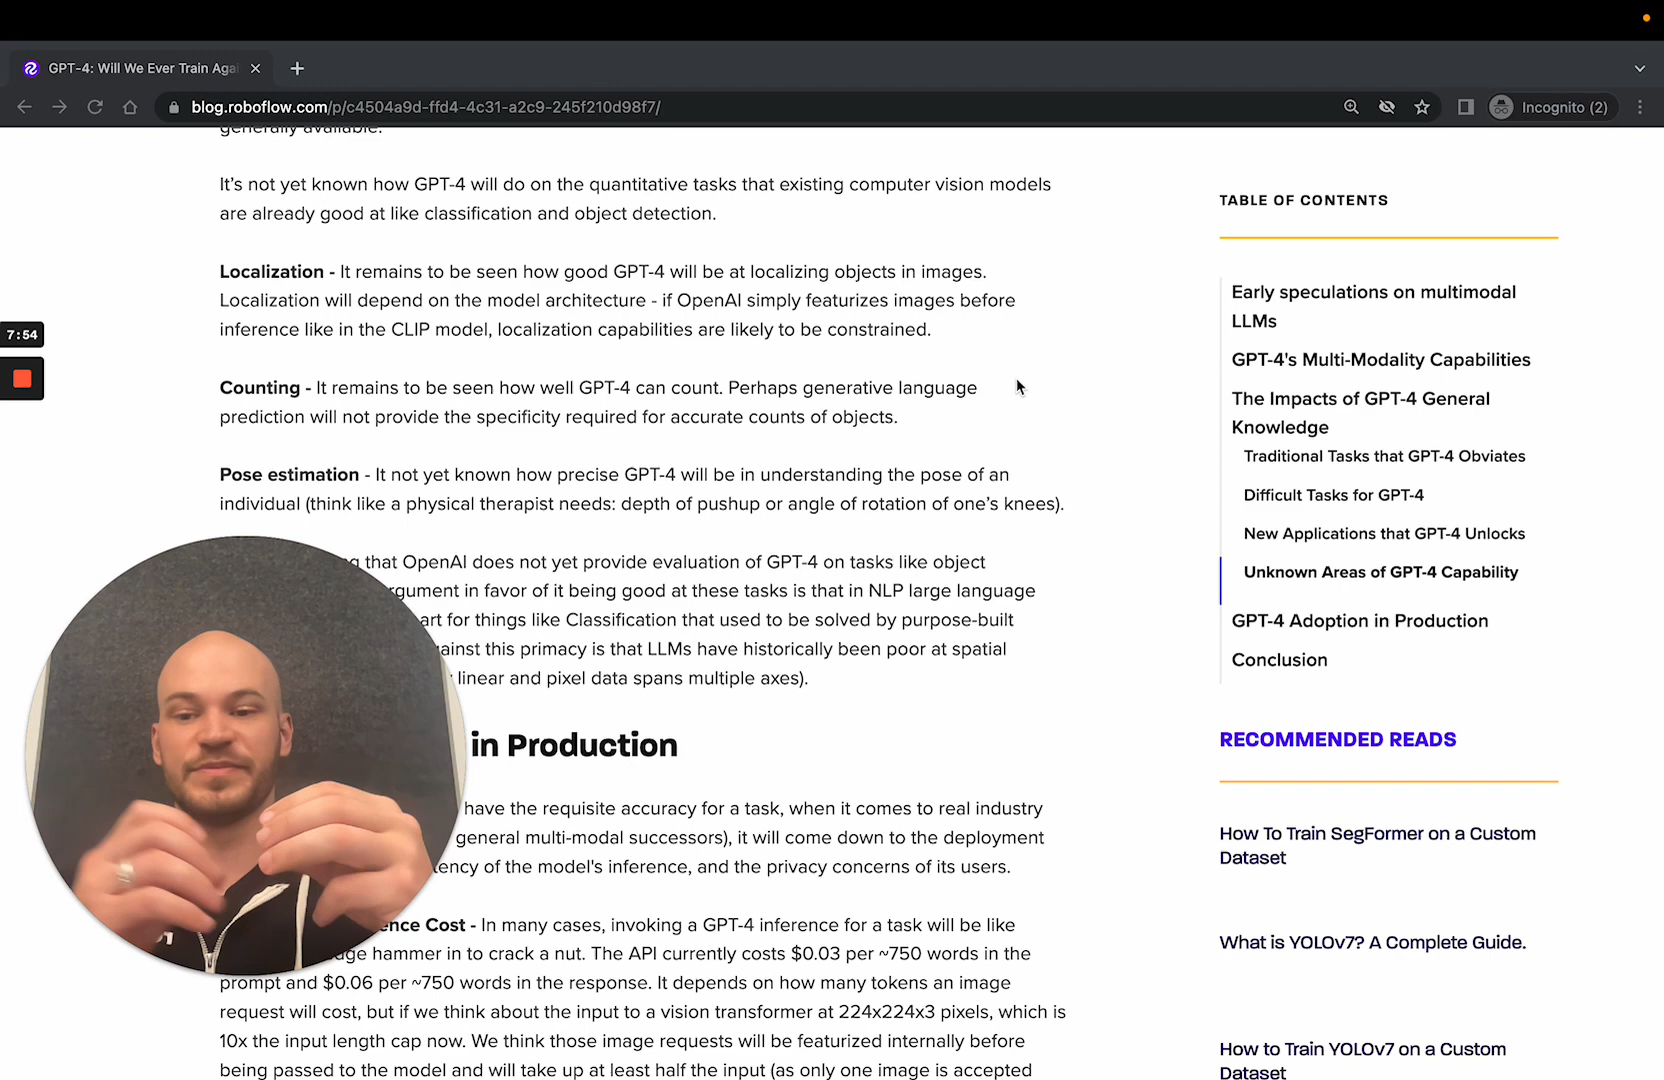 GPT-4: Will We Ever Train Aga
blog.roboflow.com/p/c4504a9d-ffd4-4c31-a2c9-245f210d98f7/
Incognito (2)
generally available.
It’s not yet known how GPT-4 will do on the quantitative tasks that existing computer vision models
are already good at like classification and object detection.
Localization - It remains to be seen how good GPT-4 will be at localizing objects in images.
Localization will depend on the model architecture - if OpenAI simply featurizes images before
inference like in the CLIP model, localization capabilities are likely to be constrained.
7:54
Counting - It remains to be seen how well GPT-4 can count. Perhaps generative language
prediction will not provide the specificity required for accurate counts of objects.
Pose estimation - It not yet known how precise GPT-4 will be in understanding the pose of an
individual (think like a physical therapist needs: depth of pushup or angle of rotation of one’s knees).
that OpenAI does not yet provide evaluation of GPT-4 on tasks like object
argument in favor of it being good at these tasks is that in NLP large language
art for things like Classification that used to be solved by purpose-built
against this primacy is that LLMs have historically been poor at spatial
linear and pixel data spans multiple axes).
in Production
have the requisite accuracy for a task, when it comes to real industry
general multi-modal successors), it will come down to the deployment
tency of the model's inference, and the privacy concerns of its users.
ence Cost - In many cases, invoking a GPT-4 inference for a task will be like
dge hammer in to crack a nut. The API currently costs $0.03 per ~750 words in the
prompt and $0.06 per ~750 words in the response. It depends on how many tokens an image
request will cost, but if we think about the input to a vision transformer at 224x224x3 pixels, which is
10x the input length cap now. We think those image requests will be featurized internally before
being passed to the model and will take up at least half the input (as only one image is accepted
TABLE OF CONTENTS
Early speculations on multimodal
LLMs
GPT-4's Multi-Modality Capabilities
The Impacts of GPT-4 General
Knowledge
Traditional Tasks that GPT-4 Obviates
Difficult Tasks for GPT-4
New Applications that GPT-4 Unlocks
Unknown Areas of GPT-4 Capability
GPT-4 Adoption in Production
Conclusion
RECOMMENDED READS
How To Train SegFormer on a Custom
Dataset
What is YOLOv7? A Complete Guide.
How to Train YOLOv7 on a Custom
Dataset